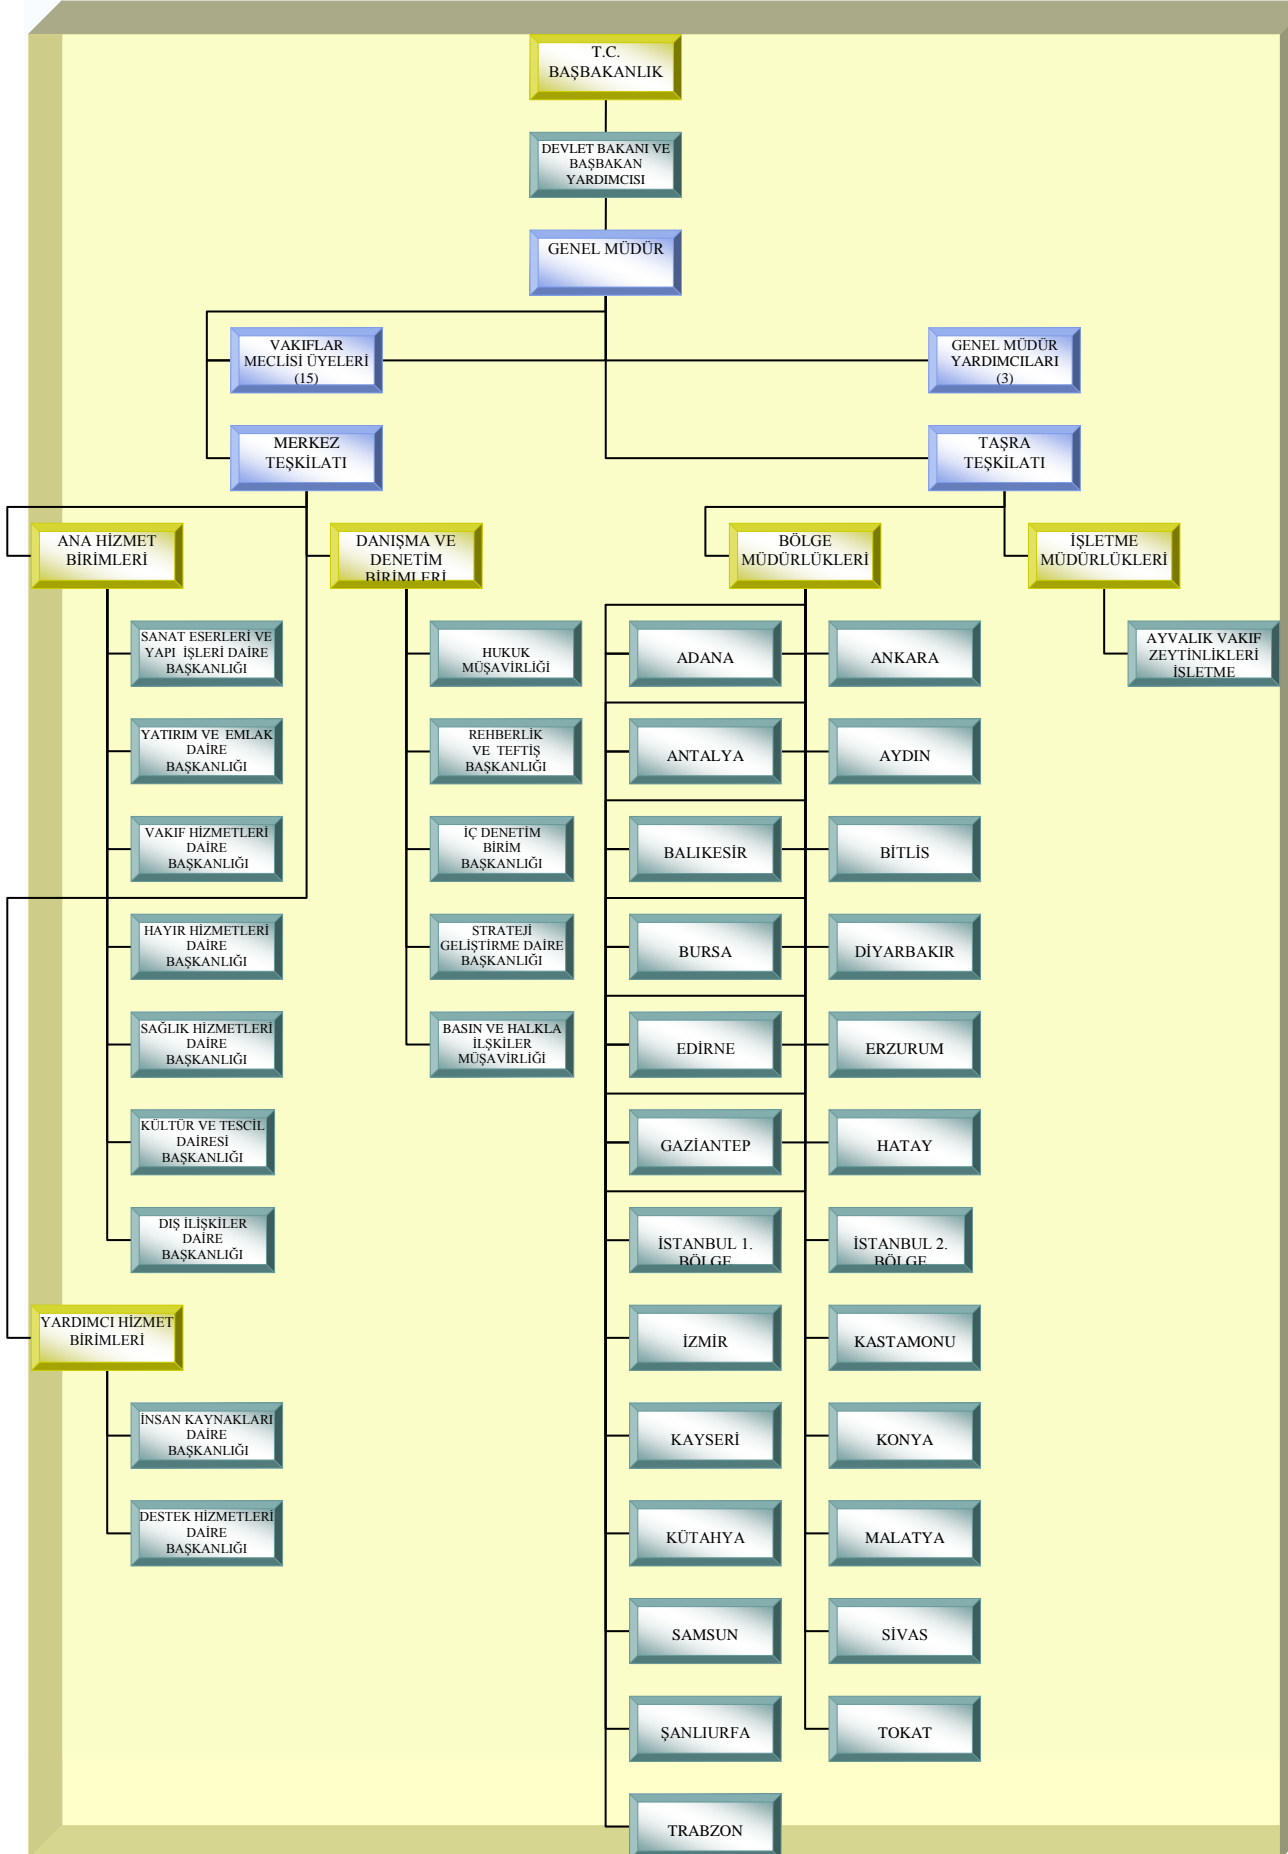 T.C.
BAŞBAKANLIK
DEVLET BAKANI VE
BAŞBAKAN
YARDIMCISI
GENEL MÜDÜR
VAKIFLAR
MECLİSİ ÜYELERİ
(15)
GENEL MÜDÜR
YARDIMCILARI
(3)
MERKEZ
TEŞKİLATI
TAŞRA
TEŞKİLATI
ANA HİZMET
BİRİMLERİ
DANIŞMA VE
DENETİM
BİRİMLERİ
BÖLGE
MÜDÜRLÜKLERİ
İŞLETME
MÜDÜRLÜKLERİ
SANAT ESERLERİ VE
YAPI İŞLERİ DAİRE
BAŞKANLIĞI
HUKUK
MÜŞAVİRLİĞİ
ADANA
ANKARA
AYVALIK VAKIF
ZEYTİNLİKLERİ
İŞLETME
YATIRIM VE EMLAK
DAİRE
BAŞKANLIĞI
REHBERLİK
VE TEFTİŞ
BAŞKANLIĞI
ANTALYA
AYDIN
VAKIF HİZMETLERİ
DAİRE
BAŞKANLIĞI
İÇ DENETİM
BİRİM
BAŞKANLIĞI
BALIKESİR
BİTLİS
HAYIR HİZMETLERİ
DAİRE
BAŞKANLIĞI
STRATEJİ
GELİŞTİRME DAİRE
BAŞKANLIĞI
BURSA
DİYARBAKIR
SAĞLIK HİZMETLERİ
DAİRE
BAŞKANLIĞI
BASIN VE HALKLA
İLŞKİLER
MÜŞAVİRLİĞİ
EDİRNE
ERZURUM
KÜLTÜR VE TESCİL
DAİRESİ
BAŞKANLIĞI
GAZİANTEP
HATAY
DIŞ İLİŞKİLER
DAİRE
BAŞKANLIĞI
İSTANBUL 1.
BÖLGE
İSTANBUL 2.
BÖLGE
YARDIMCI HİZMET
BİRİMLERİ
İZMİR
KASTAMONU
İNSAN KAYNAKLARI
DAİRE
BAŞKANLIĞI
KAYSERİ
KONYA
DESTEK HİZMETLERİ
DAİRE
BAŞKANLIĞI
KÜTAHYA
MALATYA
SAMSUN
SİVAS
ŞANLIURFA
TOKAT
TRABZON